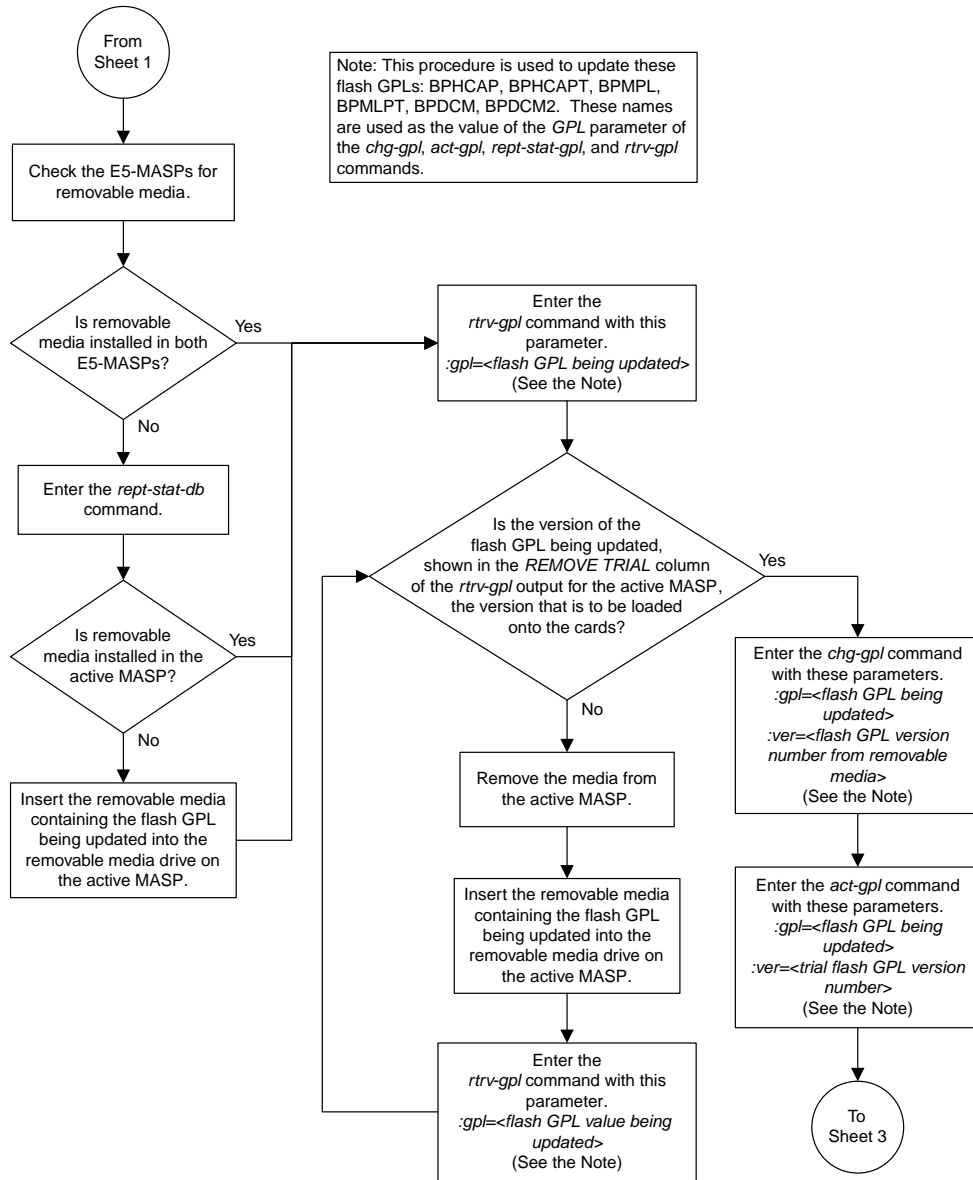 From
Sheet 1
Note: This procedure is used to update these
flash GPLs: BPHCAP, BPHCAPT, BPMPL,
BPMLPT, BPDCM, BPDCM2.  These names
are used as the value of the GPL parameter of
the chg-gpl, act-gpl, rept-stat-gpl, and rtrv-gpl
commands.
Check the E5-MASPs for
removable media.
Is removable
media installed in both
E5-MASPs?
Yes
No
Enter the rept-stat-db
command.
Is removable
media installed in the
active MASP?
Yes
No
Insert the removable media
containing the flash GPL
being updated into the
removable media drive on
the active MASP.
Enter the
rtrv-gpl command with this
parameter.
:gpl=<flash GPL being updated>
(See the Note)
Is the version of the
flash GPL being updated,
shown in the REMOVE TRIAL column
of the rtrv-gpl output for the active MASP,
the version that is to be loaded
onto the cards?
Yes
No
Remove the media from
the active MASP.
Insert the removable media
containing the flash GPL
being updated into the
removable media drive on
the active MASP.
Enter the
rtrv-gpl command with this
parameter.
:gpl=<flash GPL value being
updated>
(See the Note)
Enter the chg-gpl command
with these parameters.
:gpl=<flash GPL being
updated>
:ver=<flash GPL version
number from removable
media>
(See the Note)
Enter the act-gpl command
with these parameters.
:gpl=<flash GPL being
updated>
:ver=<trial flash GPL version
number>
(See the Note)
To
Sheet 3